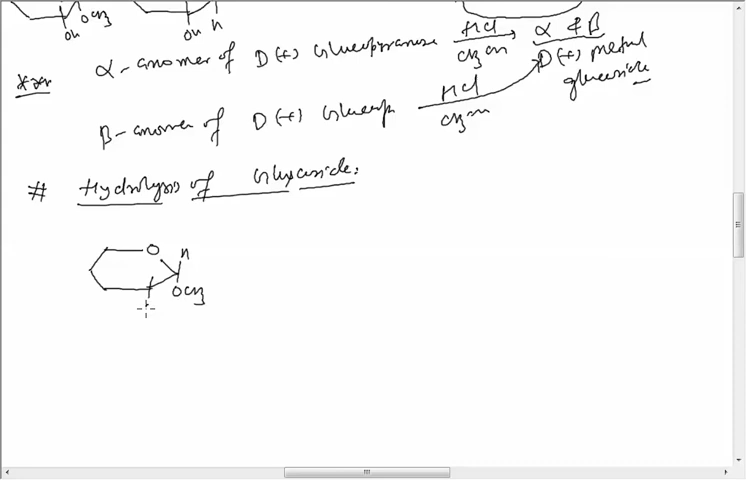 OCH3 H
OH OH
α-anomer of D(+) Glucopyranose HCl α & β
CH3OH
D(+) methyl
glucoside
β-anomer of D(+) Glucop HCl
CH3OH
# Hydrolysis of Glycoside:
O H
OCH3